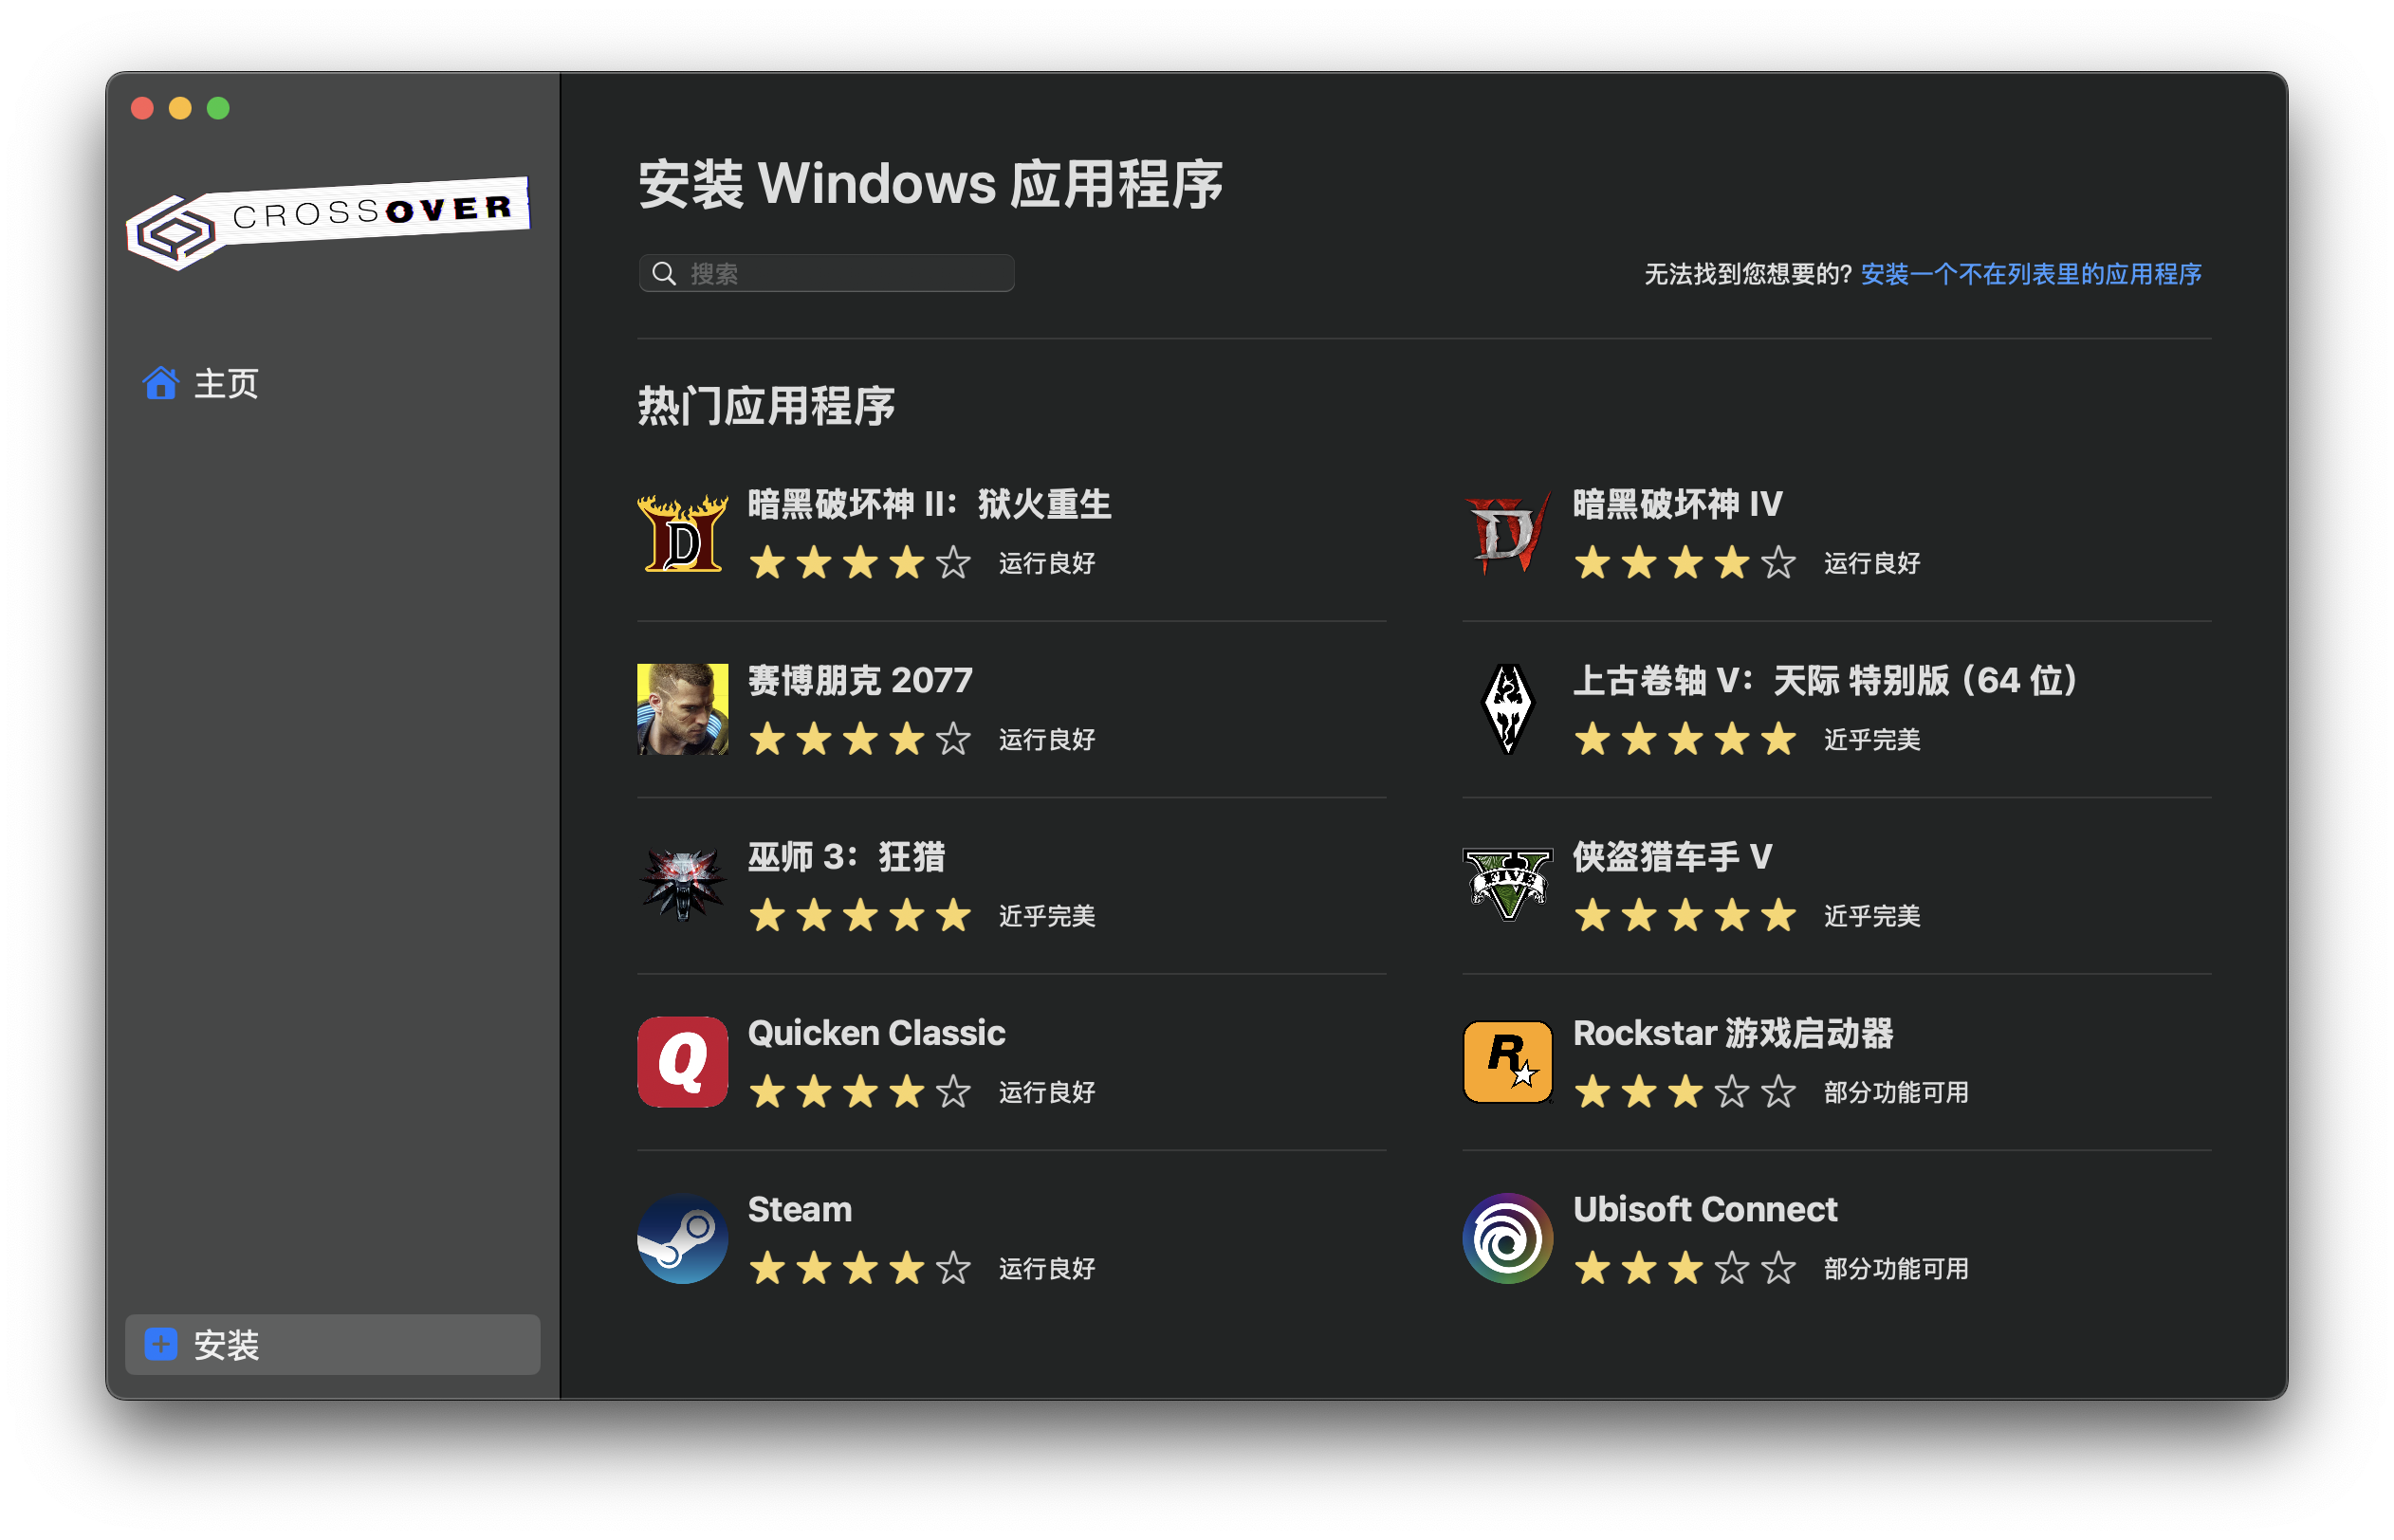 CROSSOVER
主页
安装
安装 Windows 应用程序
搜索
无法找到您想要的? 安装一个不在列表里的应用程序
热门应用程序
暗黑破坏神 II：狱火重生
运行良好
暗黑破坏神 IV
运行良好
赛博朋克 2077
运行良好
上古卷轴 V：天际 特别版（64 位）
近乎完美
巫师 3：狂猎
近乎完美
侠盗猎车手 V
FIVE
近乎完美
Quicken Classic
运行良好
Rockstar 游戏启动器
部分功能可用
Steam
运行良好
Ubisoft Connect
部分功能可用